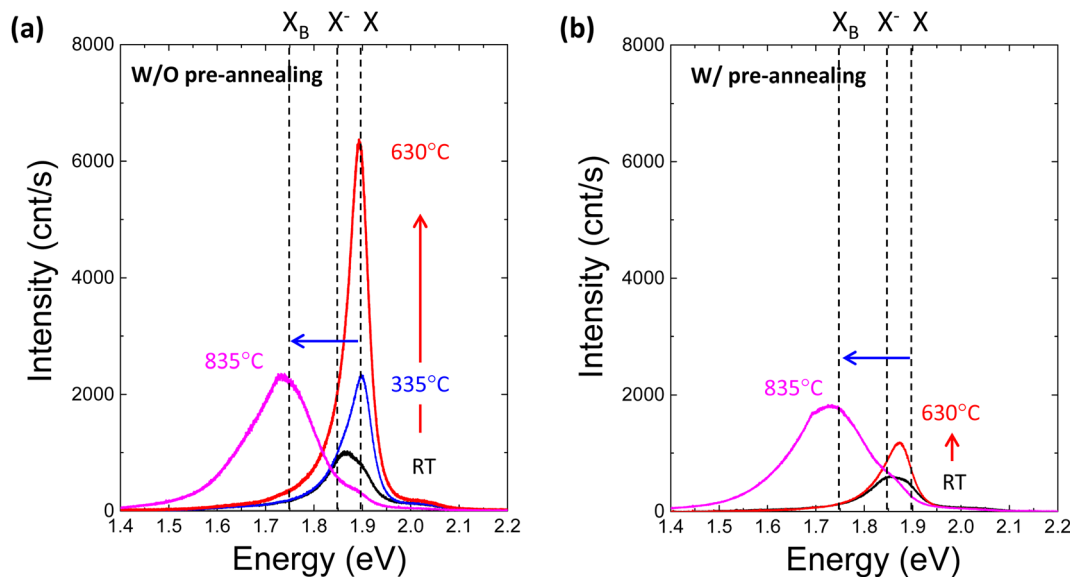 (a)
X_B X^- X
8000
6000
4000
2000
0
Intensity (cnt/s)
W/O pre-annealing
630°C
835°C
335°C
RT
1.4 1.5 1.6 1.7 1.8 1.9 2.0 2.1 2.2
Energy (eV)
(b)
X_B X^- X
8000
6000
4000
2000
0
Intensity (cnt/s)
W/ pre-annealing
835°C
630°C
RT
1.4 1.5 1.6 1.7 1.8 1.9 2.0 2.1 2.2
Energy (eV)